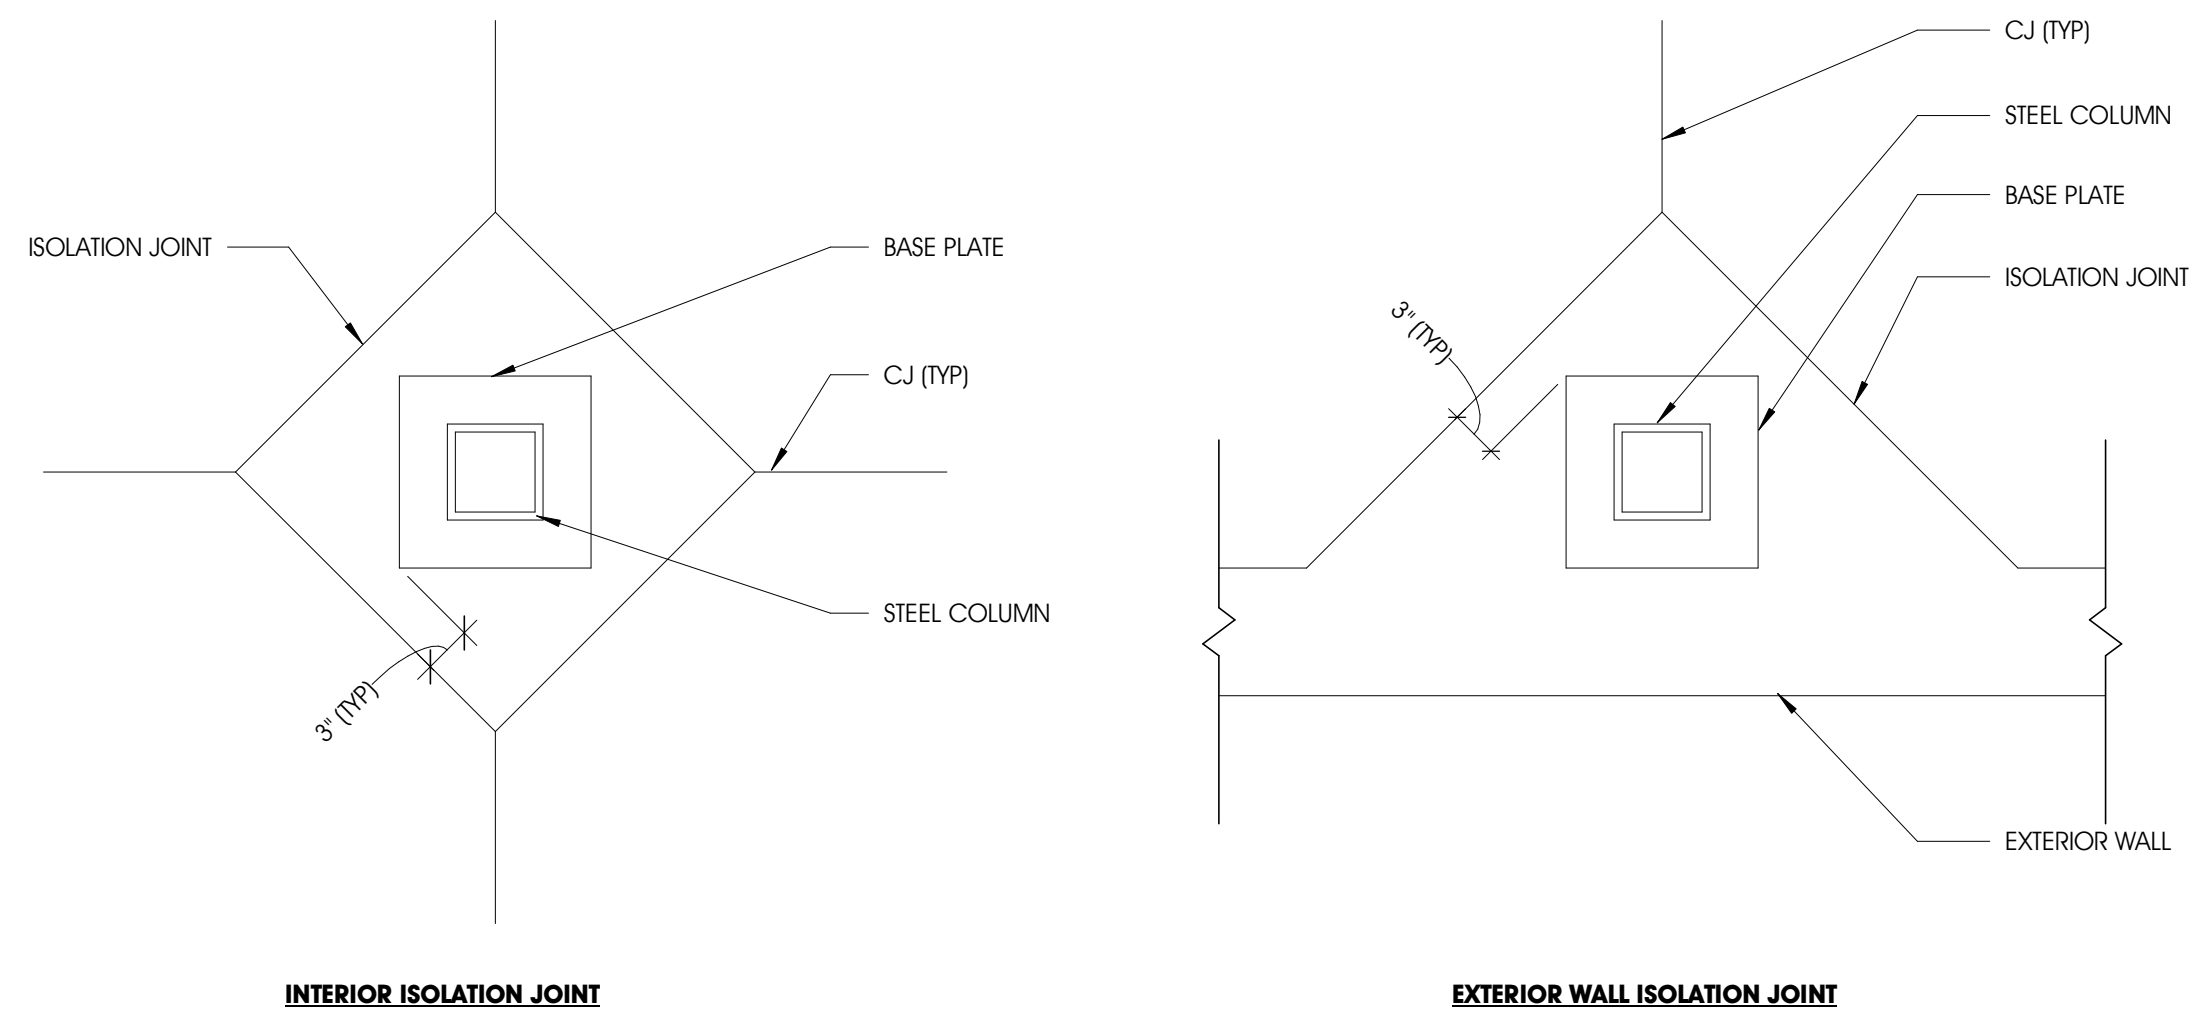 ISOLATION JOINT
BASE PLATE
CJ (TYP)
STEEL COLUMN
3" (TYP)
INTERIOR ISOLATION JOINT
CJ (TYP)
STEEL COLUMN
BASE PLATE
ISOLATION JOINT
3" (TYP)
EXTERIOR WALL
EXTERIOR WALL ISOLATION JOINT